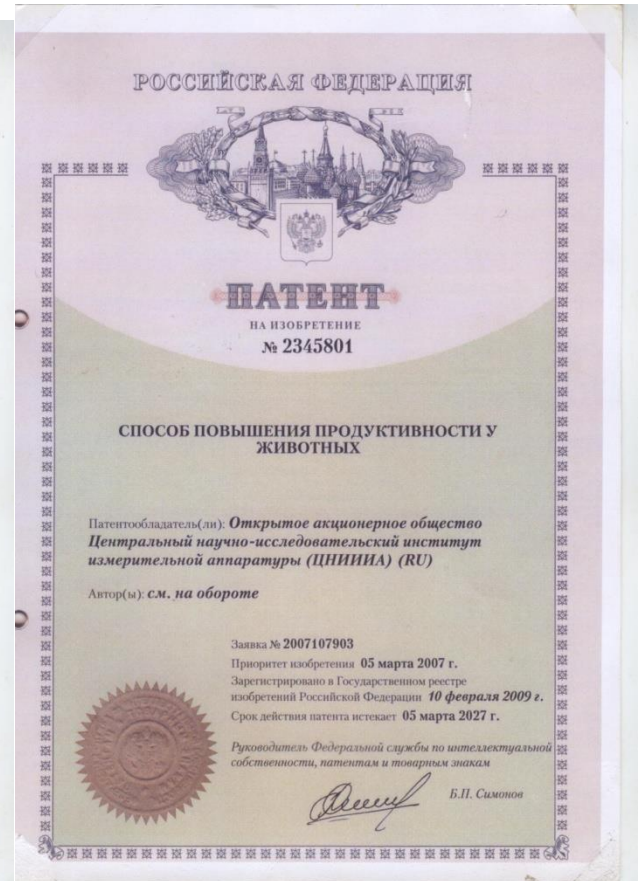 РОССИЙСКАЯ ФЕДЕРАЦИЯ
ПАТЕНТ
НА ИЗОБРЕТЕНИЕ
№ 2345801
СПОСОБ ПОВЫШЕНИЯ ПРОДУКТИВНОСТИ У
ЖИВОТНЫХ
Патентообладатель(ли): Открытое акционерное общество
Центральный научно-исследовательский институт
измерительной аппаратуры (ЦНИИИА) (RU)
Автор(ы): см. на обороте
Заявка № 2007107903
Приоритет изобретения 05 марта 2007 г.
Зарегистрировано в Государственном реестре
изобретений Российской Федерации 10 февраля 2009 г.
Срок действия патента истекает 05 марта 2027 г.
Руководитель Федеральной службы по интеллектуальной
собственности, патентам и товарным знакам
Б.П. Симонов